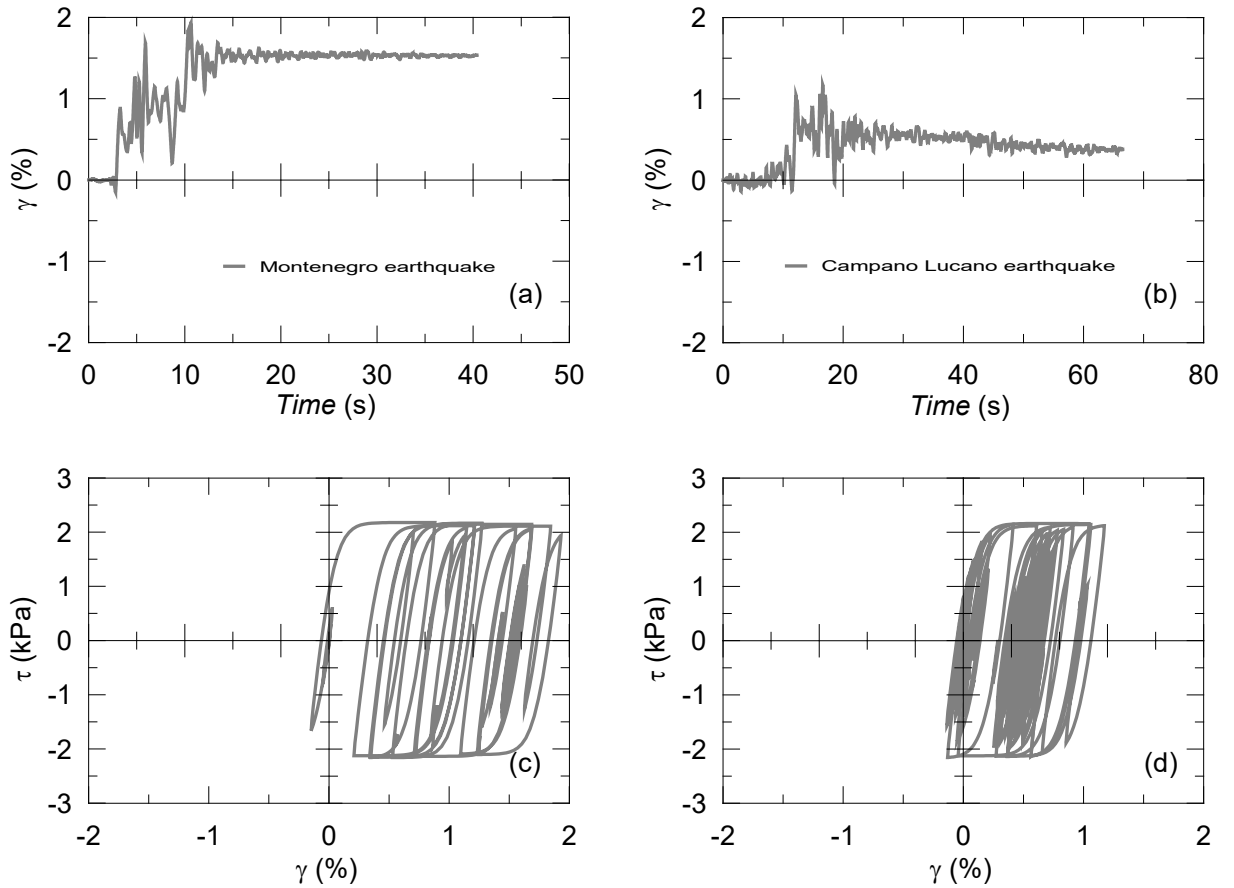 2
1
0
-1
-2
γ (%)
Montenegro earthquake
(a)
0 10 20 30 40 50
Time (s)
2
1
0
-1
-2
γ (%)
Campano Lucano earthquake
(b)
0 20 40 60 80
Time (s)
3
2
1
0
-1
-2
-3
τ (kPa)
(c)
-2 -1 0 1 2
γ (%)
3
2
1
0
-1
-2
-3
τ (kPa)
(d)
-2 -1 0 1 2
γ (%)